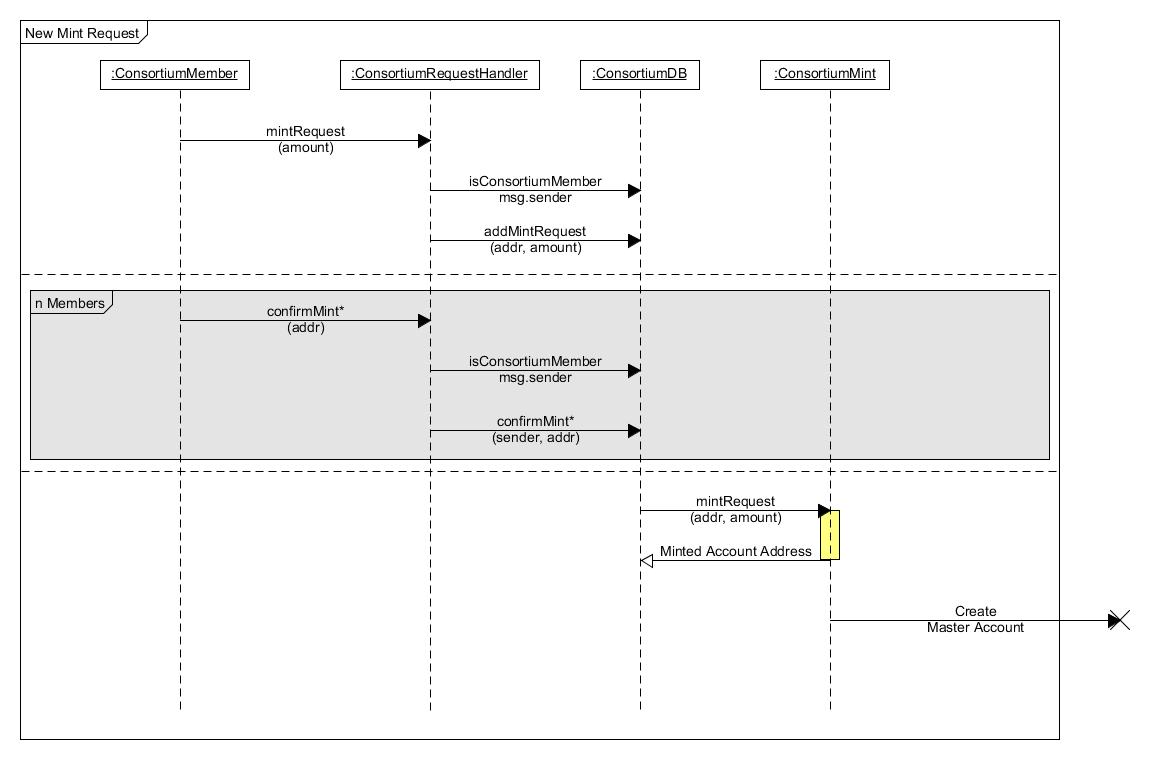 New Mint Request
:ConsortiumMember
:ConsortiumRequestHandler
:ConsortiumDB
:ConsortiumMint
mintRequest
(amount)
isConsortiumMember
msg.sender
addMintRequest
(addr, amount)
n Members
confirmMint*
(addr)
isConsortiumMember
msg.sender
confirmMint*
(sender, addr)
mintRequest
(addr, amount)
Minted Account Address
Create
Master Account